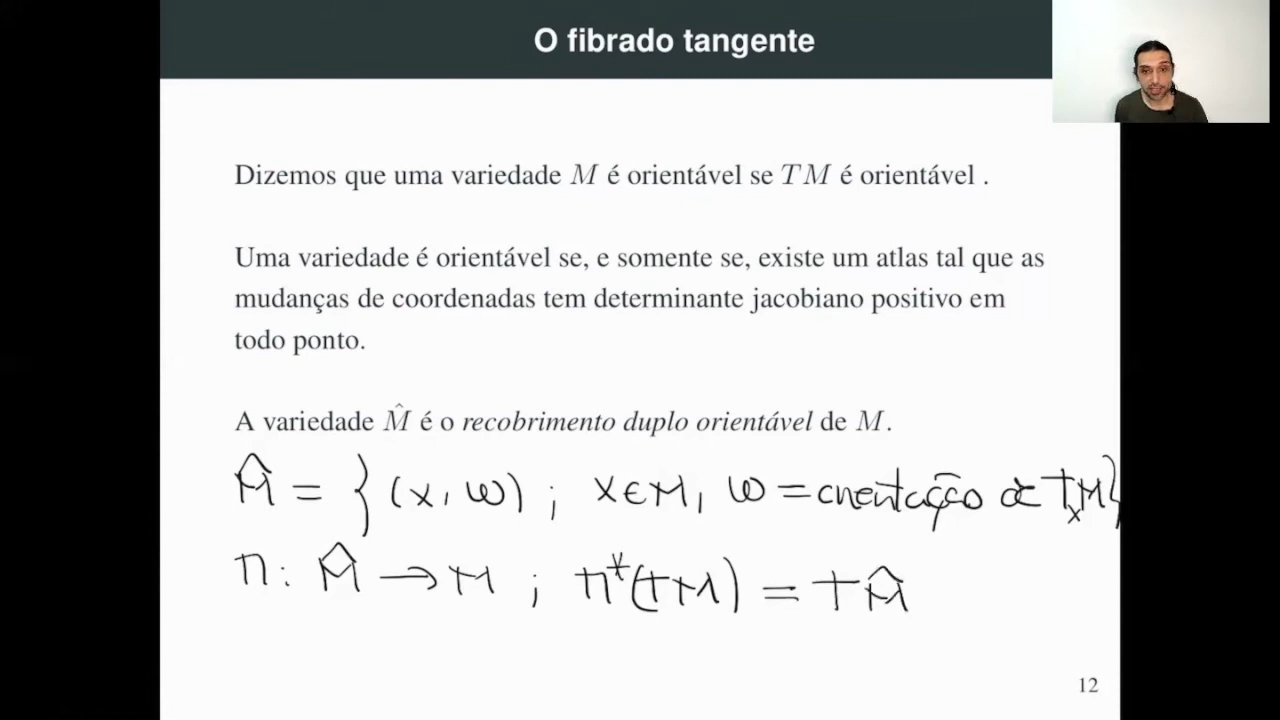 O fibrado tangente
Dizemos que uma variedade M é orientável se TM é orientável .
Uma variedade é orientável se, e somente se, existe um atlas tal que as
mudanças de coordenadas tem determinante jacobiano positivo em
todo ponto.
A variedade M̂ é o recobrimento duplo orientável de M.
M̂ = {(x, ω) ; x ∈ M, ω = orientação de TₓM}
π : M̂ → M ; π*(TM) = TM̂
12